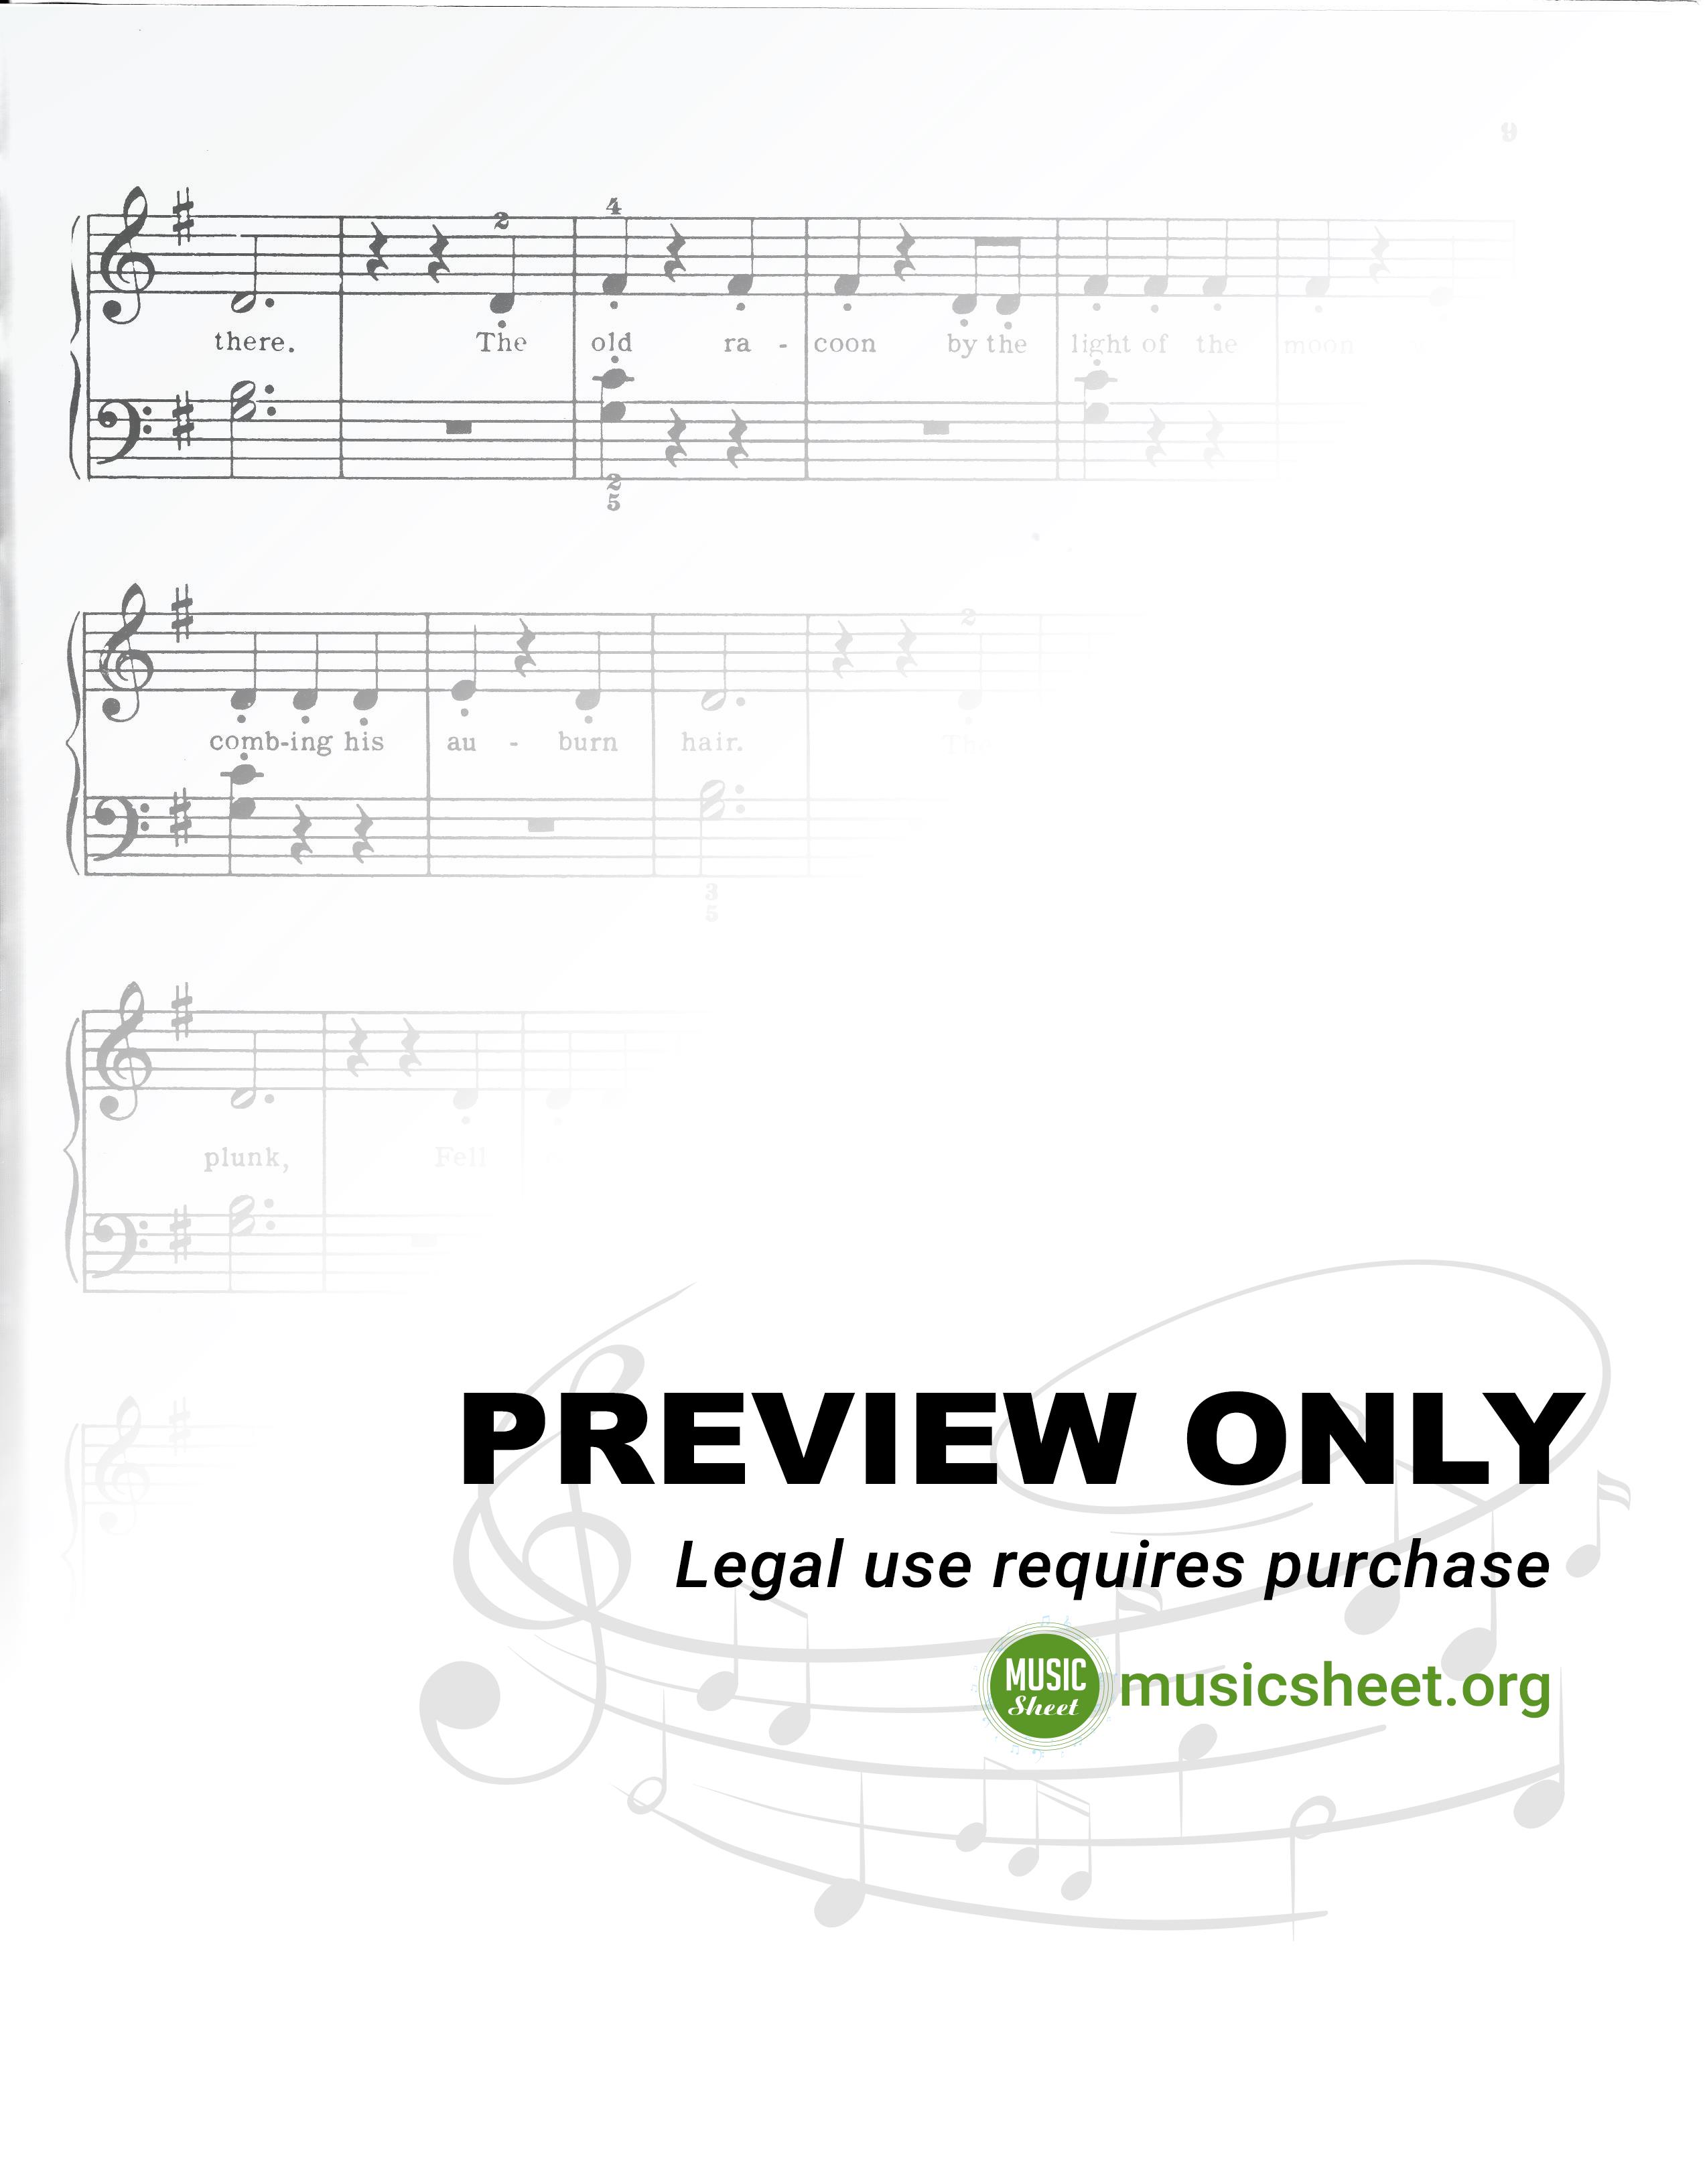 9
2 4
there. The old ra - coon by the light of the moon
2
5
2
comb-ing his au - burn hair. The
3
5
plunk, Fell
PREVIEW ONLY
Legal use requires purchase
MUSIC
Sheet
musicsheet.org